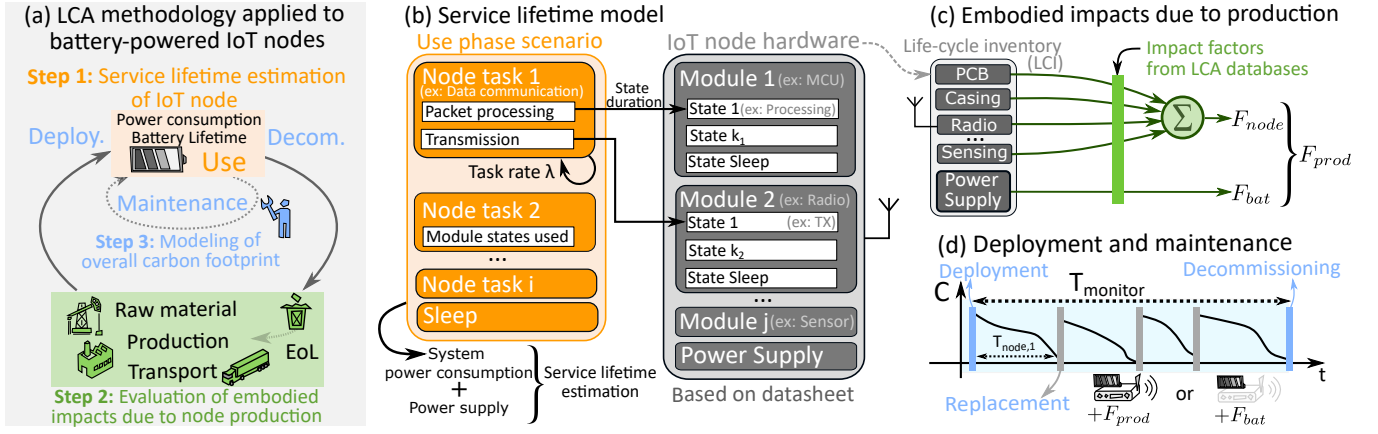 (a) LCA methodology applied to
battery-powered IoT nodes
Step 1: Service lifetime estimation
of IoT node
Power consumption
Battery Lifetime
Deploy.
Decom.
Use
Maintenance
Step 3: Modeling of
overall carbon footprint
Raw material
Production
Transport
EoL
Step 2: Evaluation of embodied
impacts due to node production
(b) Service lifetime model
Use phase scenario
Node task 1
(ex: Data communication)
Packet processing
Transmission
Task rate λ
Node task 2
Module states used
...
Node task i
Sleep
System
power consumption
+
Power supply
Service lifetime
estimation
State
duration
IoT node hardware
Module 1 (ex: MCU)
State 1 (ex: Processing)
State k1
State Sleep
Module 2 (ex: Radio)
State 1 (ex: TX)
State k2
State Sleep
...
Module j (ex: Sensor)
Power Supply
Based on datasheet
(c) Embodied impacts due to production
Life-cycle inventory
(LCI)
Impact factors
from LCA databases
PCB
Casing
Radio
...
Sensing
Power
Supply
Σ
Fnode
Fbat
Fprod
(d) Deployment and maintenance
Deployment
Decommissioning
C
Tmonitor
Tnode,1
t
Replacement
+Fprod
or
+Fbat